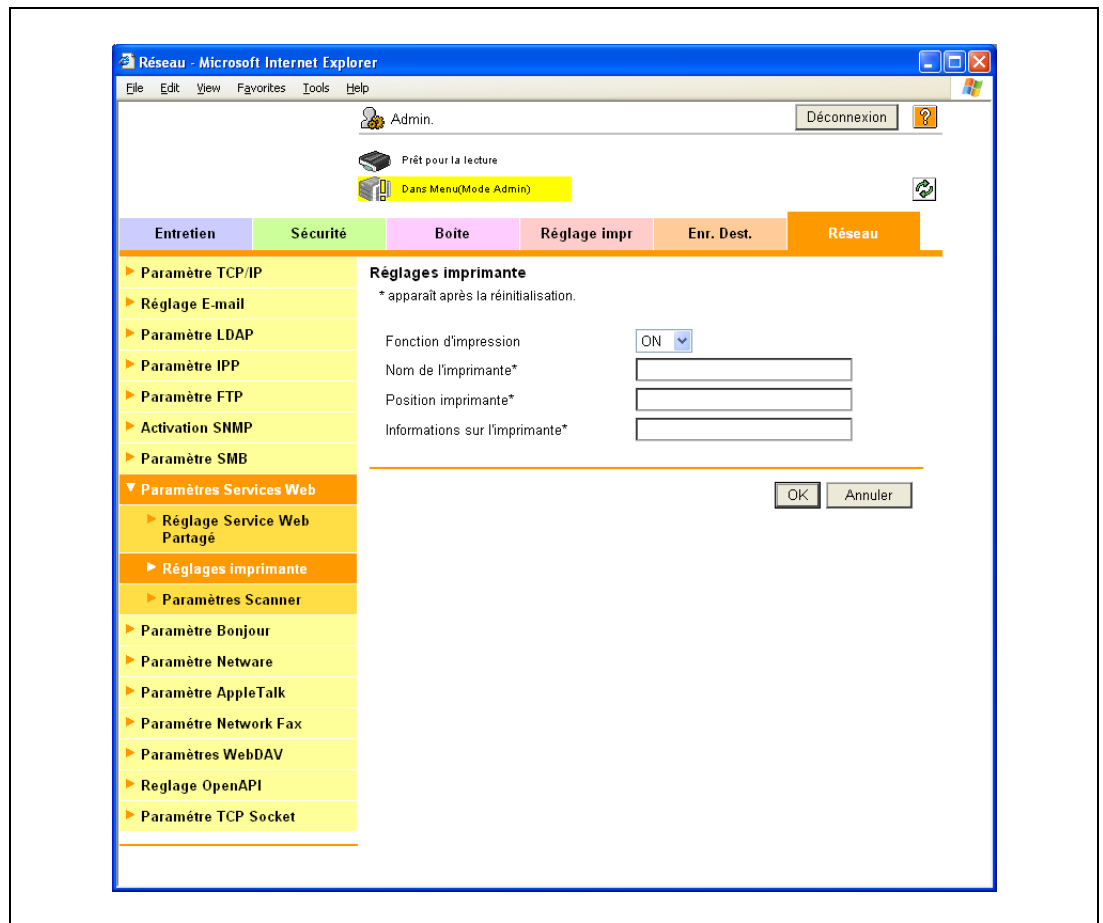 Réseau - Microsoft Internet Explorer
File Edit View Favorites Tools Help
Admin.
Déconnexion
?
Prêt pour la lecture
Dans Menu(Mode Admin)
Entretien
Sécurité
Boîte
Réglage impr
Enr. Dest.
Réseau
Paramètre TCP/IP
Réglage E-mail
Paramètre LDAP
Paramètre IPP
Paramètre FTP
Activation SNMP
Paramètre SMB
Paramètres Services Web
Réglage Service Web
Partagé
Réglages imprimante
Paramètres Scanner
Paramètre Bonjour
Paramètre Netware
Paramètre AppleTalk
Paramétre Network Fax
Paramètres WebDAV
Reglage OpenAPI
Paramétre TCP Socket
Réglages imprimante
* apparaît après la réinitialisation.
Fonction d'impression
ON
Nom de l'imprimante*
Position imprimante*
Informations sur l'imprimante*
OK
Annuler